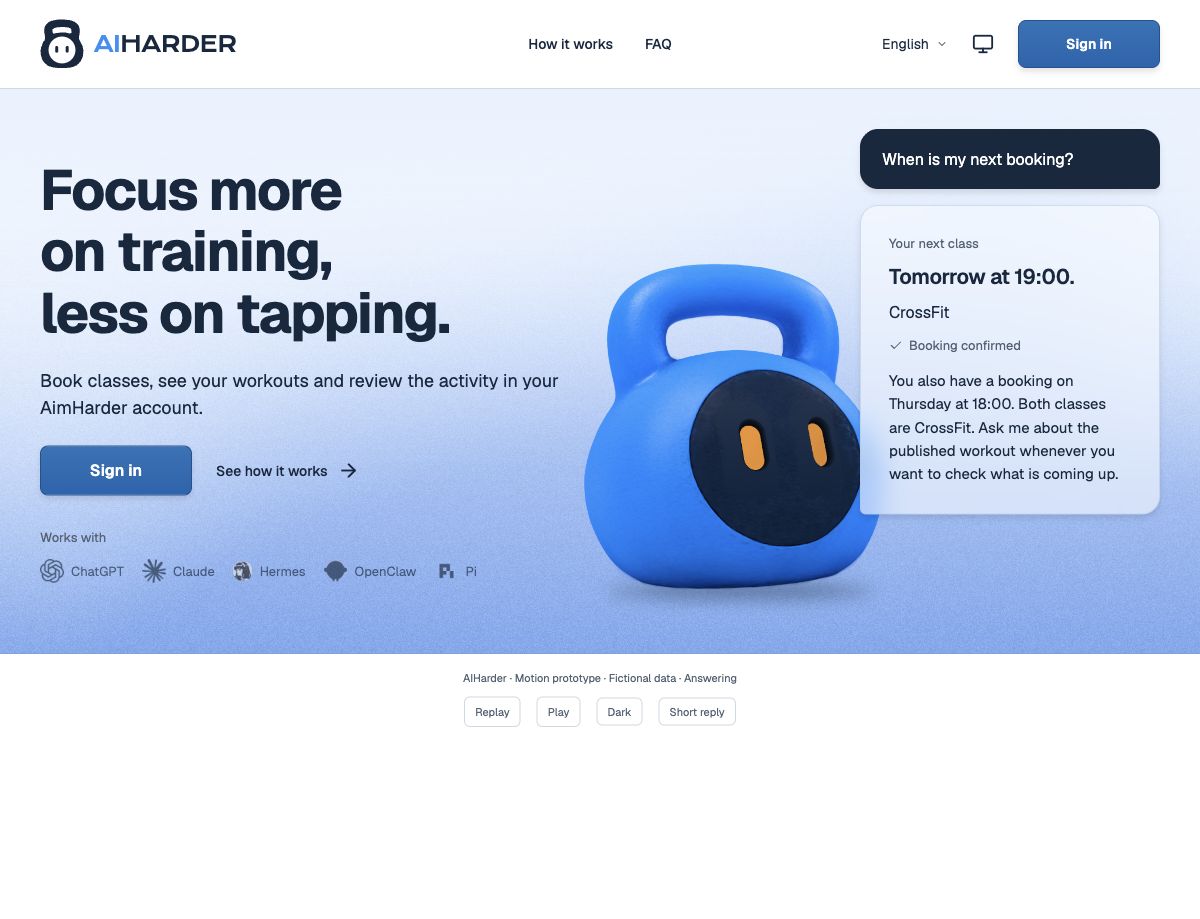 AIHARDER
How it works
FAQ
English
Sign in
Focus more
on training,
less on tapping.
Book classes, see your workouts and review the activity in your
AimHarder account.
Sign in
See how it works
Works with
ChatGPT
Claude
Hermes
OpenClaw
Pi
When is my next booking?
Your next class
Tomorrow at 19:00.
CrossFit
Booking confirmed
You also have a booking on
Thursday at 18:00. Both classes
are CrossFit. Ask me about the
published workout whenever you
want to check what is coming up.
AIHarder · Motion prototype · Fictional data · Answering
Replay
Play
Dark
Short reply